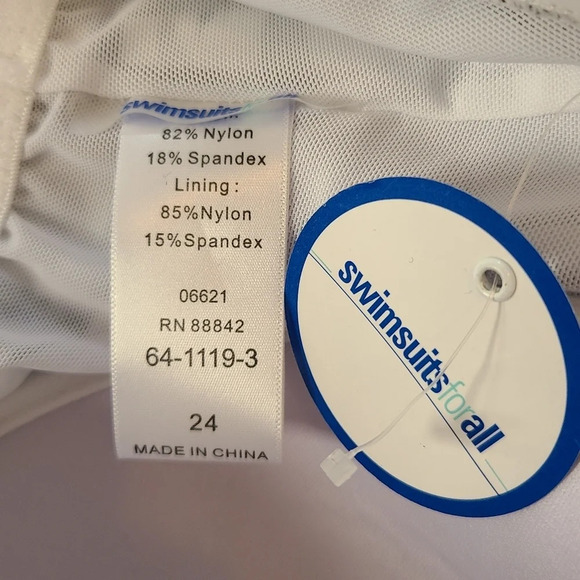 swimsuits
82% Nylon
18% Spandex
Lining :
85%Nylon
15%Spandex
06621
RN 88842
64-1119-3
24
MADE IN CHINA
swimsuitsforall